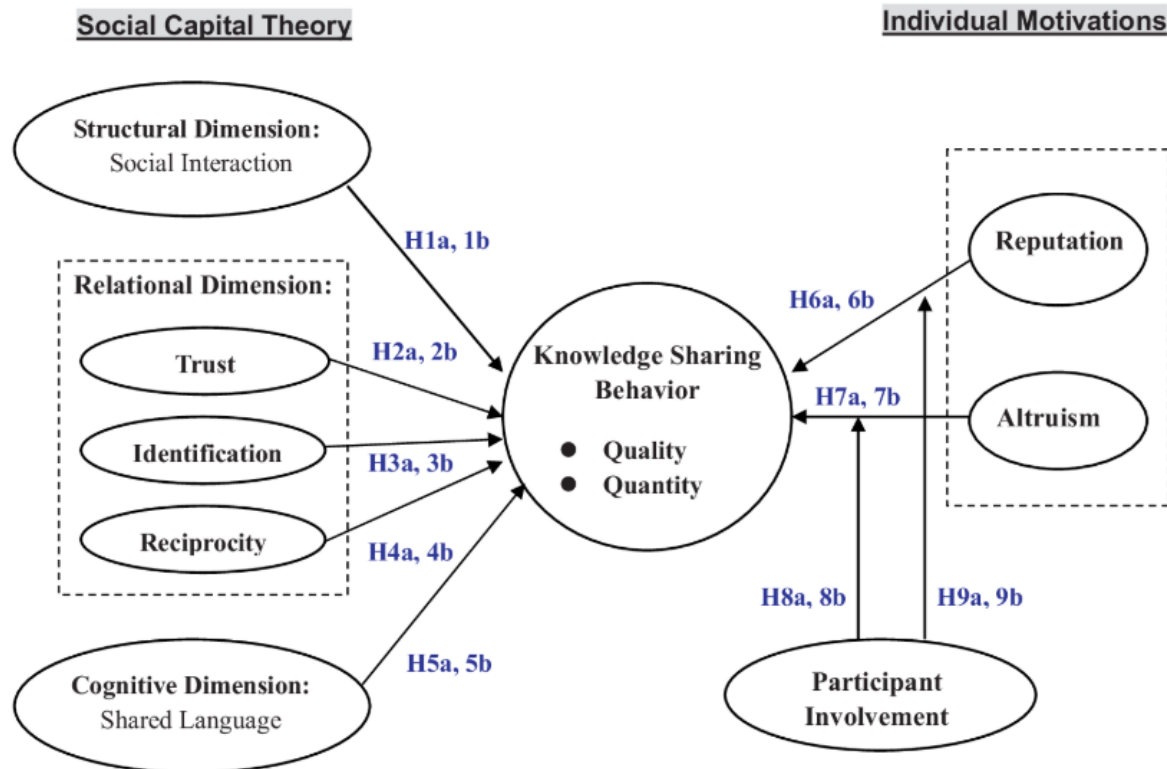 Social Capital Theory
Individual Motivations
Structural Dimension:
Social Interaction
H1a, 1b
Relational Dimension:
Trust
H2a, 2b
Identification
H3a, 3b
Reciprocity
H4a, 4b
Cognitive Dimension:
Shared Language
H5a, 5b
Knowledge Sharing
Behavior
● Quality
● Quantity
Reputation
H6a, 6b
Altruism
H7a, 7b
H8a, 8b
H9a, 9b
Participant
Involvement